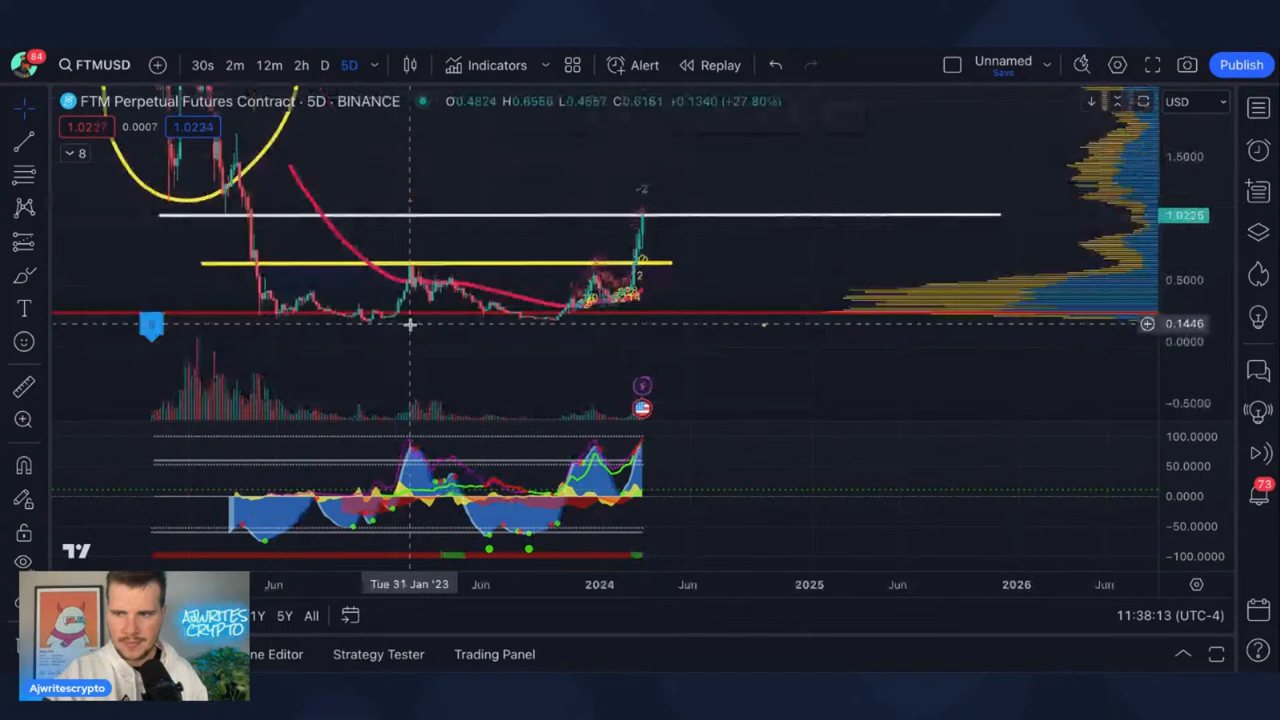 84
FTMUSD
30s 2m 12m 2h D 5D
Indicators
Alert
Replay
Unnamed
Save
Publish
FTM Perpetual Futures Contract · 5D · BINANCE
O0.4824 H0.6956 L0.4657 C0.6161 +0.1340 (+27.80%)
USD
1.0227 0.0007 1.0234
8
1.5000
1.0225
0.5000
0.1446
0.0000
−0.5000
100.0000
50.0000
0.0000
−50.0000
−100.0000
73
Jun Tue 31 Jan '23 Jun 2024 Jun 2025 Jun 2026 Jun
1Y 5Y All
11:38:13 (UTC-4)
ne Editor
Strategy Tester
Trading Panel
AJWRITES
CRYPTO
Ajwritescrypto